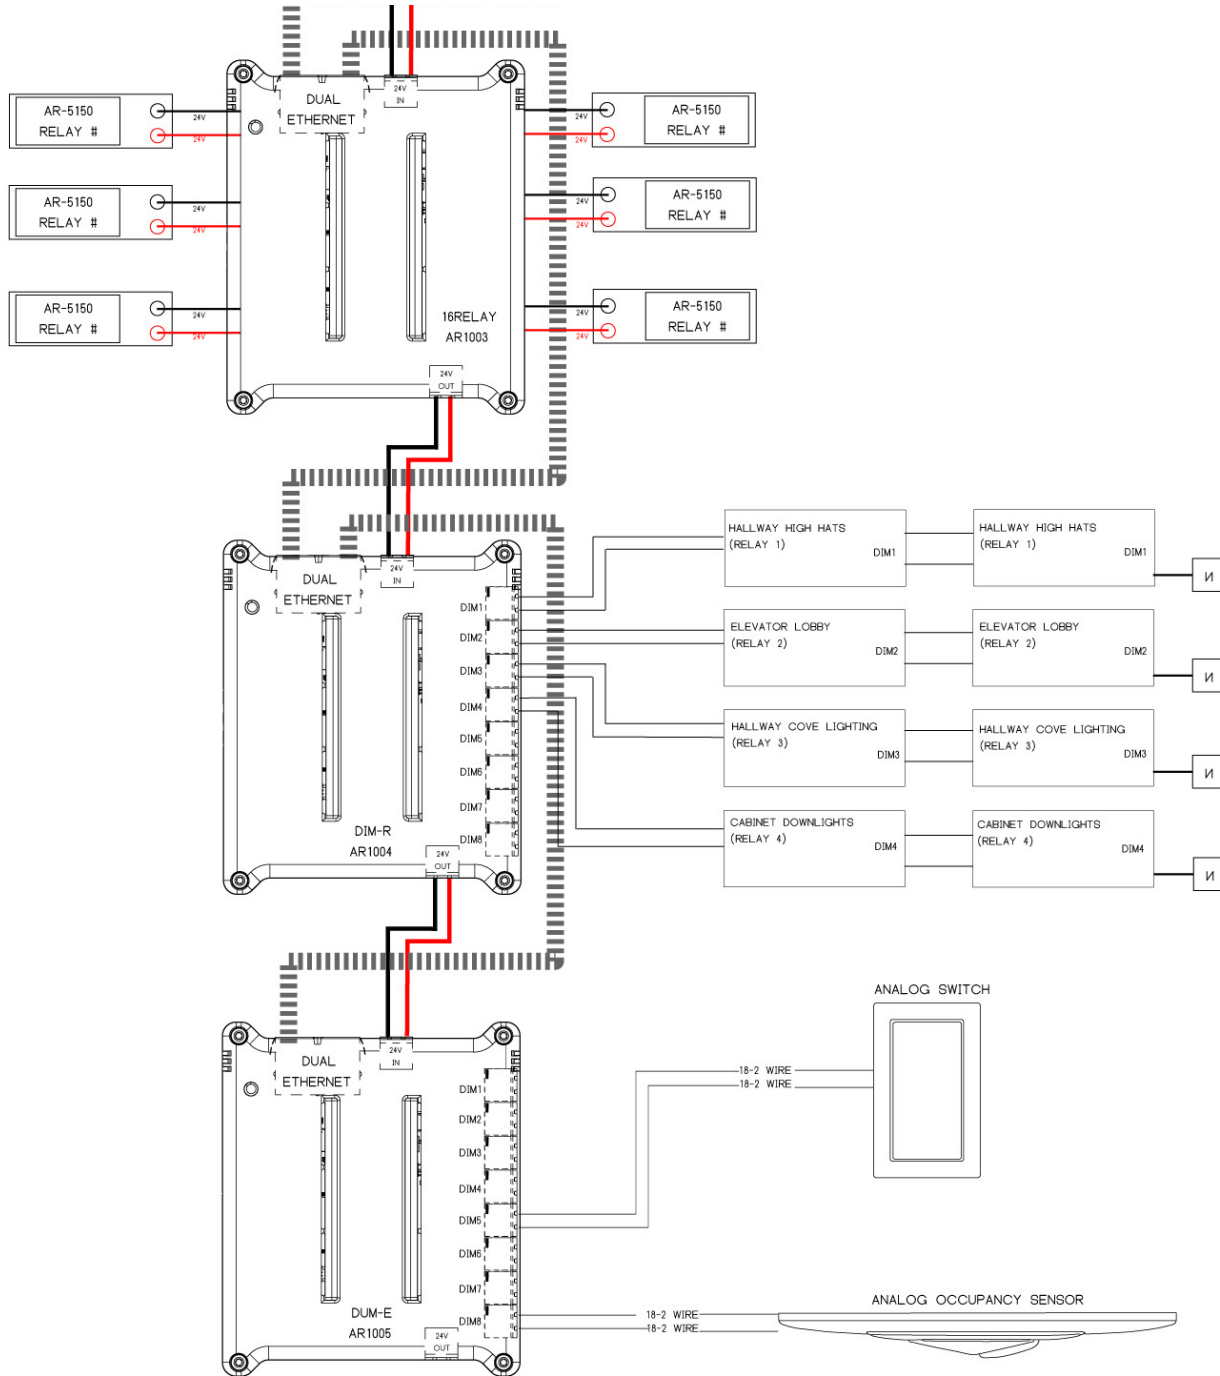 DUAL
ETHERNET
24V
IN
AR-5150
RELAY #
24V
24V
AR-5150
RELAY #
24V
24V
AR-5150
RELAY #
24V
24V
AR-5150
RELAY #
24V
24V
AR-5150
RELAY #
24V
24V
AR-5150
RELAY #
24V
24V
16RELAY
AR1003
24V
OUT
DUAL
ETHERNET
24V
IN
DIM1
DIM2
DIM3
DIM4
DIM5
DIM6
DIM7
DIM8
DIM-R
AR1004
24V
OUT
HALLWAY HIGH HATS
(RELAY 1)
DIM1
HALLWAY HIGH HATS
(RELAY 1)
DIM1
И
ELEVATOR LOBBY
(RELAY 2)
DIM2
ELEVATOR LOBBY
(RELAY 2)
DIM2
И
HALLWAY COVE LIGHTING
(RELAY 3)
DIM3
HALLWAY COVE LIGHTING
(RELAY 3)
DIM3
И
CABINET DOWNLIGHTS
(RELAY 4)
DIM4
CABINET DOWNLIGHTS
(RELAY 4)
DIM4
И
DUAL
ETHERNET
24V
IN
DIM1
DIM2
DIM3
DIM4
DIM5
DIM6
DIM7
DIM8
DUM-E
AR1005
24V
OUT
ANALOG SWITCH
18-2 WIRE
18-2 WIRE
ANALOG OCCUPANCY SENSOR
18-2 WIRE
18-2 WIRE